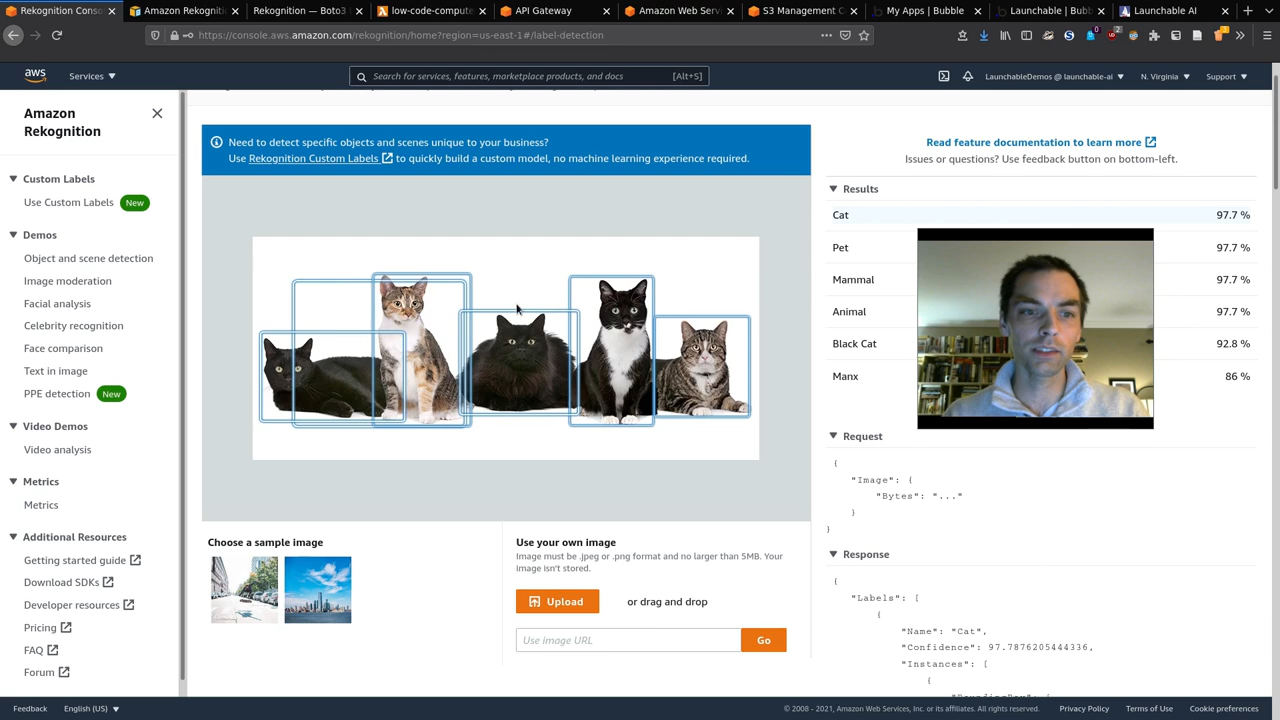 Rekognition Cons
Amazon Rekogniti
Rekognition — Boto3
low-code-compute
API Gateway
Amazon Web Servi
S3 Management C
My Apps | Bubble
Launchable | Bubb
Launchable AI
https://console.aws.amazon.com/rekognition/home?region=us-east-1#/label-detection
aws
Services
Search for services, features, marketplace products, and docs
[Alt+S]
LaunchableDemos @ launchable-ai
N. Virginia
Support
Amazon
Rekognition
Custom Labels
Use Custom Labels New
Demos
Object and scene detection
Image moderation
Facial analysis
Celebrity recognition
Face comparison
Text in image
PPE detection New
Video Demos
Video analysis
Metrics
Metrics
Additional Resources
Getting started guide
Download SDKs
Developer resources
Pricing
FAQ
Forum
Need to detect specific objects and scenes unique to your business?
Use Rekognition Custom Labels to quickly build a custom model, no machine learning experience required.
Choose a sample image
Use your own image
Image must be .jpeg or .png format and no larger than 5MB. Your
image isn't stored.
Upload
or drag and drop
Use image URL
Go
Read feature documentation to learn more
Issues or questions? Use feedback button on bottom-left.
Results
Cat 97.7 %
Pet 97.7 %
Mammal 97.7 %
Animal 97.7 %
Black Cat 92.8 %
Manx 86 %
Request
{
"Image": {
"Bytes": "..."
}
}
Response
{
"Labels": [
{
"Name": "Cat",
"Confidence": 97.7876205444336,
"Instances": [
{
Feedback
English (US)
© 2008 - 2021, Amazon Web Services, Inc. or its affiliates. All rights reserved.
Privacy Policy
Terms of Use
Cookie preferences